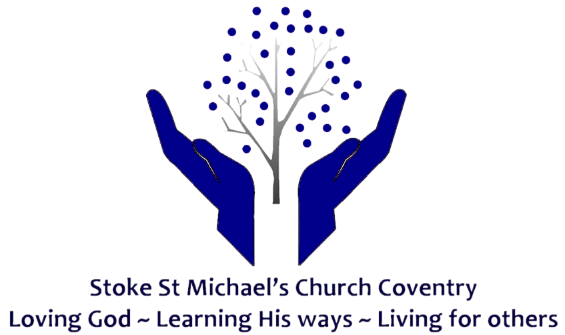 Stoke St Michael's Church Coventry
Loving God ~ Learning His ways ~ Living for others